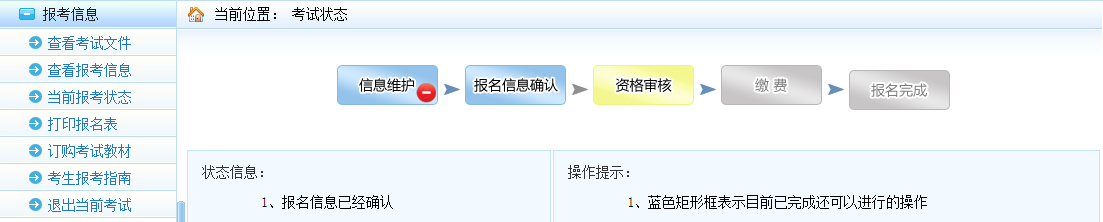 报考信息
查看考试文件
查看报考信息
当前报考状态
打印报名表
订购考试教材
考生报考指南
退出当前考试
当前位置： 考试状态
信息维护
报名信息确认
资格审核
缴 费
报名完成
状态信息：
1、报名信息已经确认
操作提示：
1、蓝色矩形框表示目前已完成还可以进行的操作